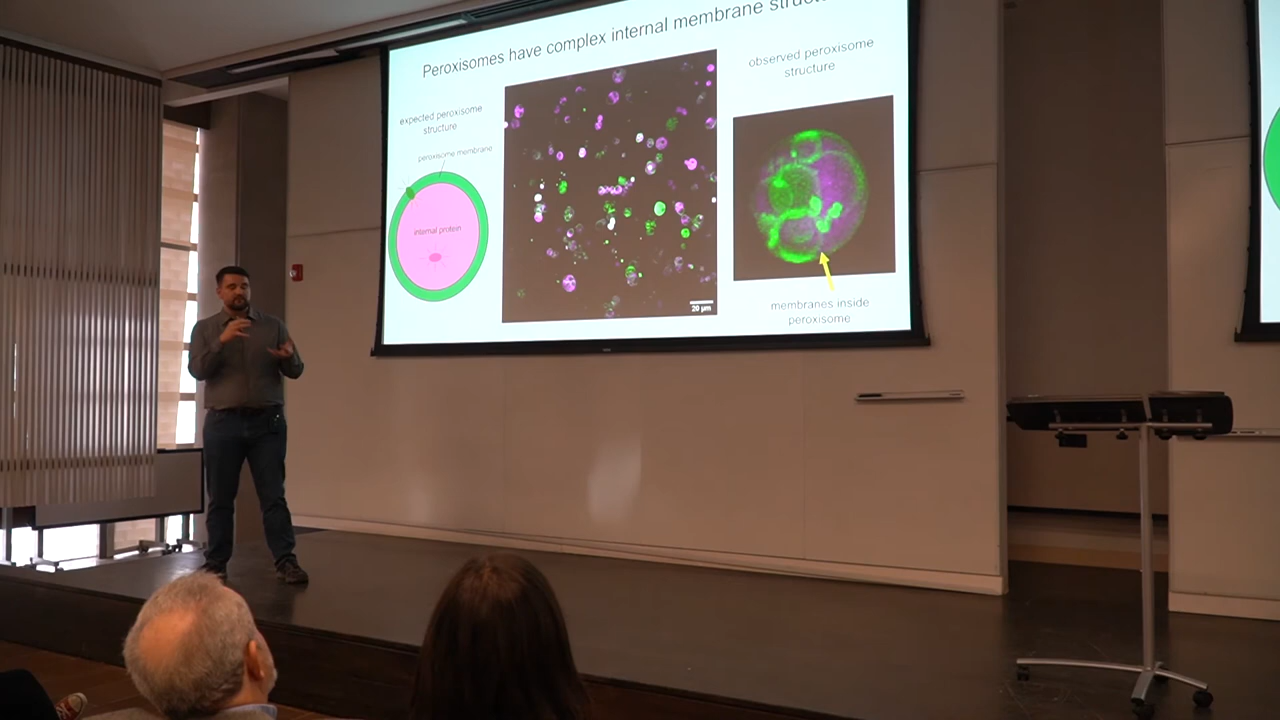 Peroxisomes have complex internal membrane
expected peroxisome
structure
peroxisome membrane
internal protein
20 µm
observed peroxisome
structure
membranes inside
peroxisome